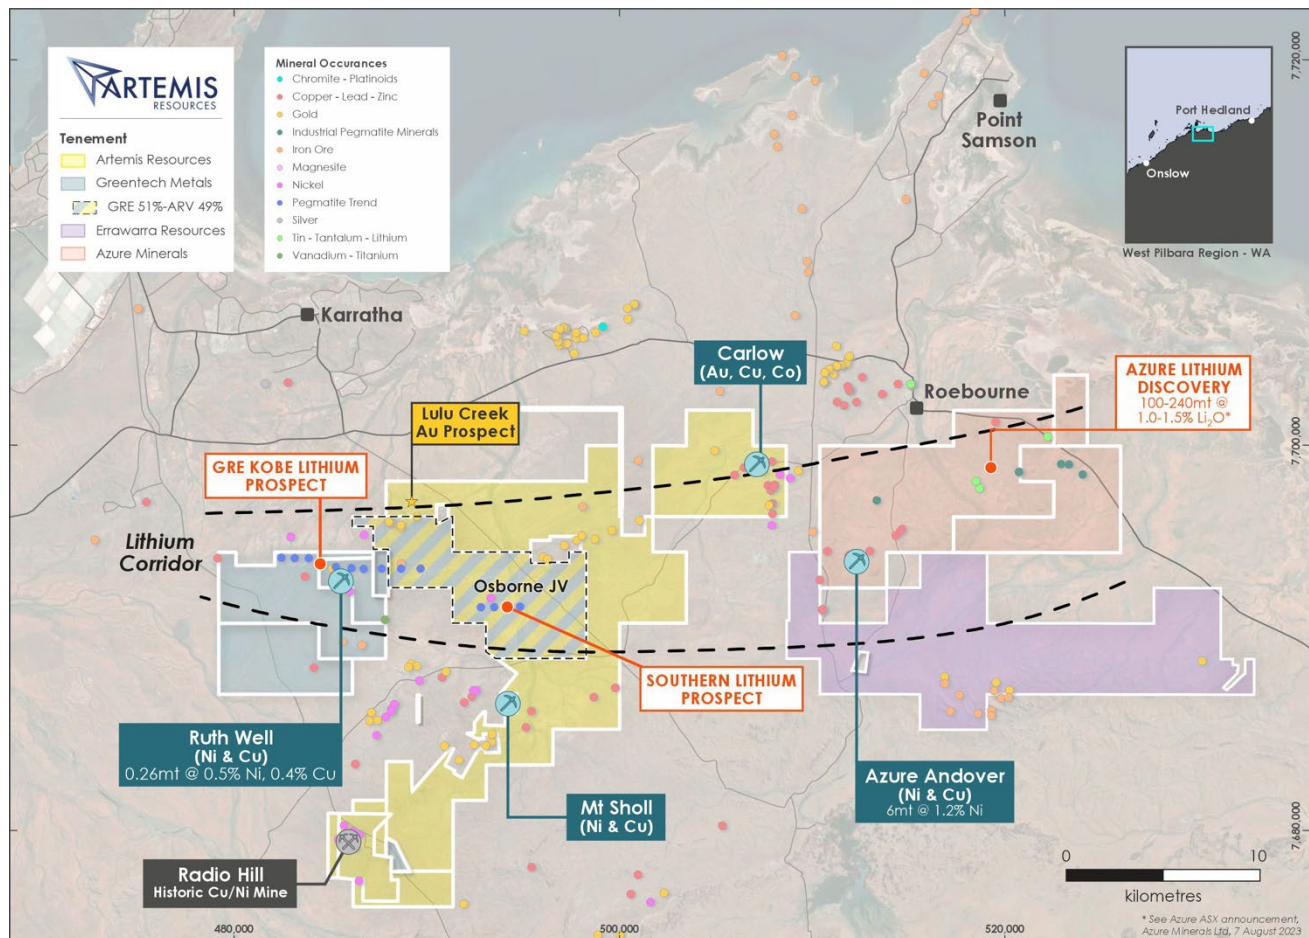 ARTEMIS
RESOURCES
Tenement
Artemis Resources
Greentech Metals
GRE 51%-ARV 49%
Errawarra Resources
Azure Minerals
Mineral Occurances
Chromite - Platinoids
Copper - Lead - Zinc
Gold
Industrial Pegmatite Minerals
Iron Ore
Magnesite
Nickel
Pegmatite Trend
Silver
Tin - Tantalum - Lithium
Vanadium - Titanium
Point
Samson
Port Hedland
Onslow
West Pilbara Region - WA
7,720,000
Karratha
Carlow
(Au, Cu, Co)
Roebourne
AZURE LITHIUM
DISCOVERY
100-240mt @
1.0-1.5% Li₂O*
Lulu Creek
Au Prospect
7,700,000
GRE KOBE LITHIUM
PROSPECT
Lithium
Corridor
Osborne JV
SOUTHERN LITHIUM
PROSPECT
Ruth Well
(Ni & Cu)
0.26mt @ 0.5% Ni, 0.4% Cu
Mt Sholl
(Ni & Cu)
Azure Andover
(Ni & Cu)
6mt @ 1.2% Ni
7,680,000
Radio Hill
Historic Cu/Ni Mine
0 10
kilometres
* See Azure ASX announcement,
Azure Minerals Ltd, 7 August 2023
480,000 500,000 520,000